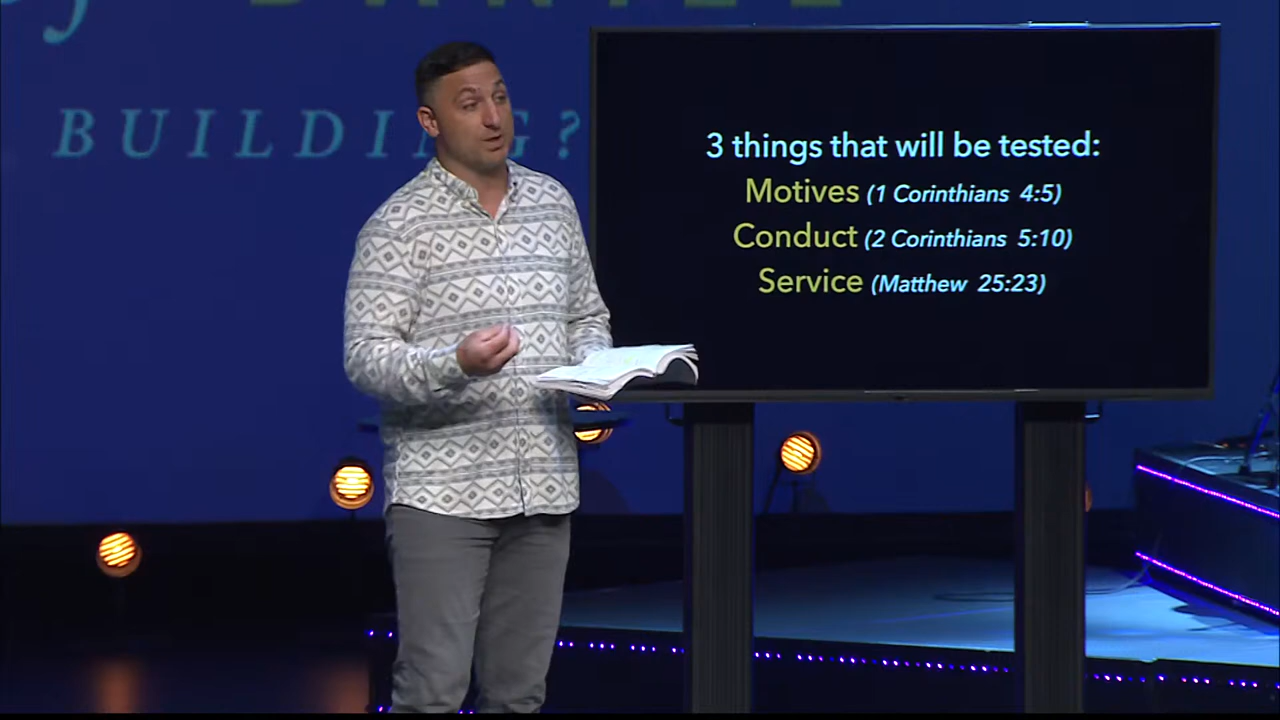 BUILDING?
3 things that will be tested:
Motives (1 Corinthians 4:5)
Conduct (2 Corinthians 5:10)
Service (Matthew 25:23)